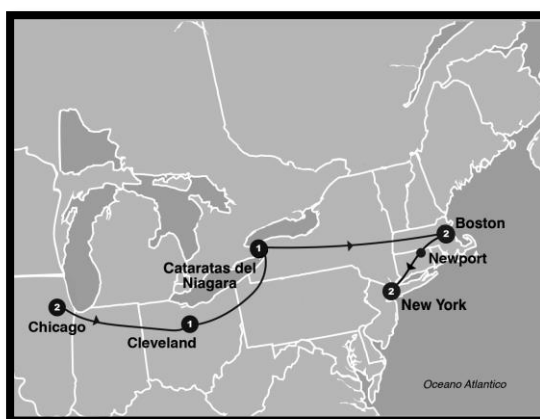 1
Cataratas del
Niagara
2
Boston
Newport
2
Chicago
1
Cleveland
2
New York
Oceano Atlantico